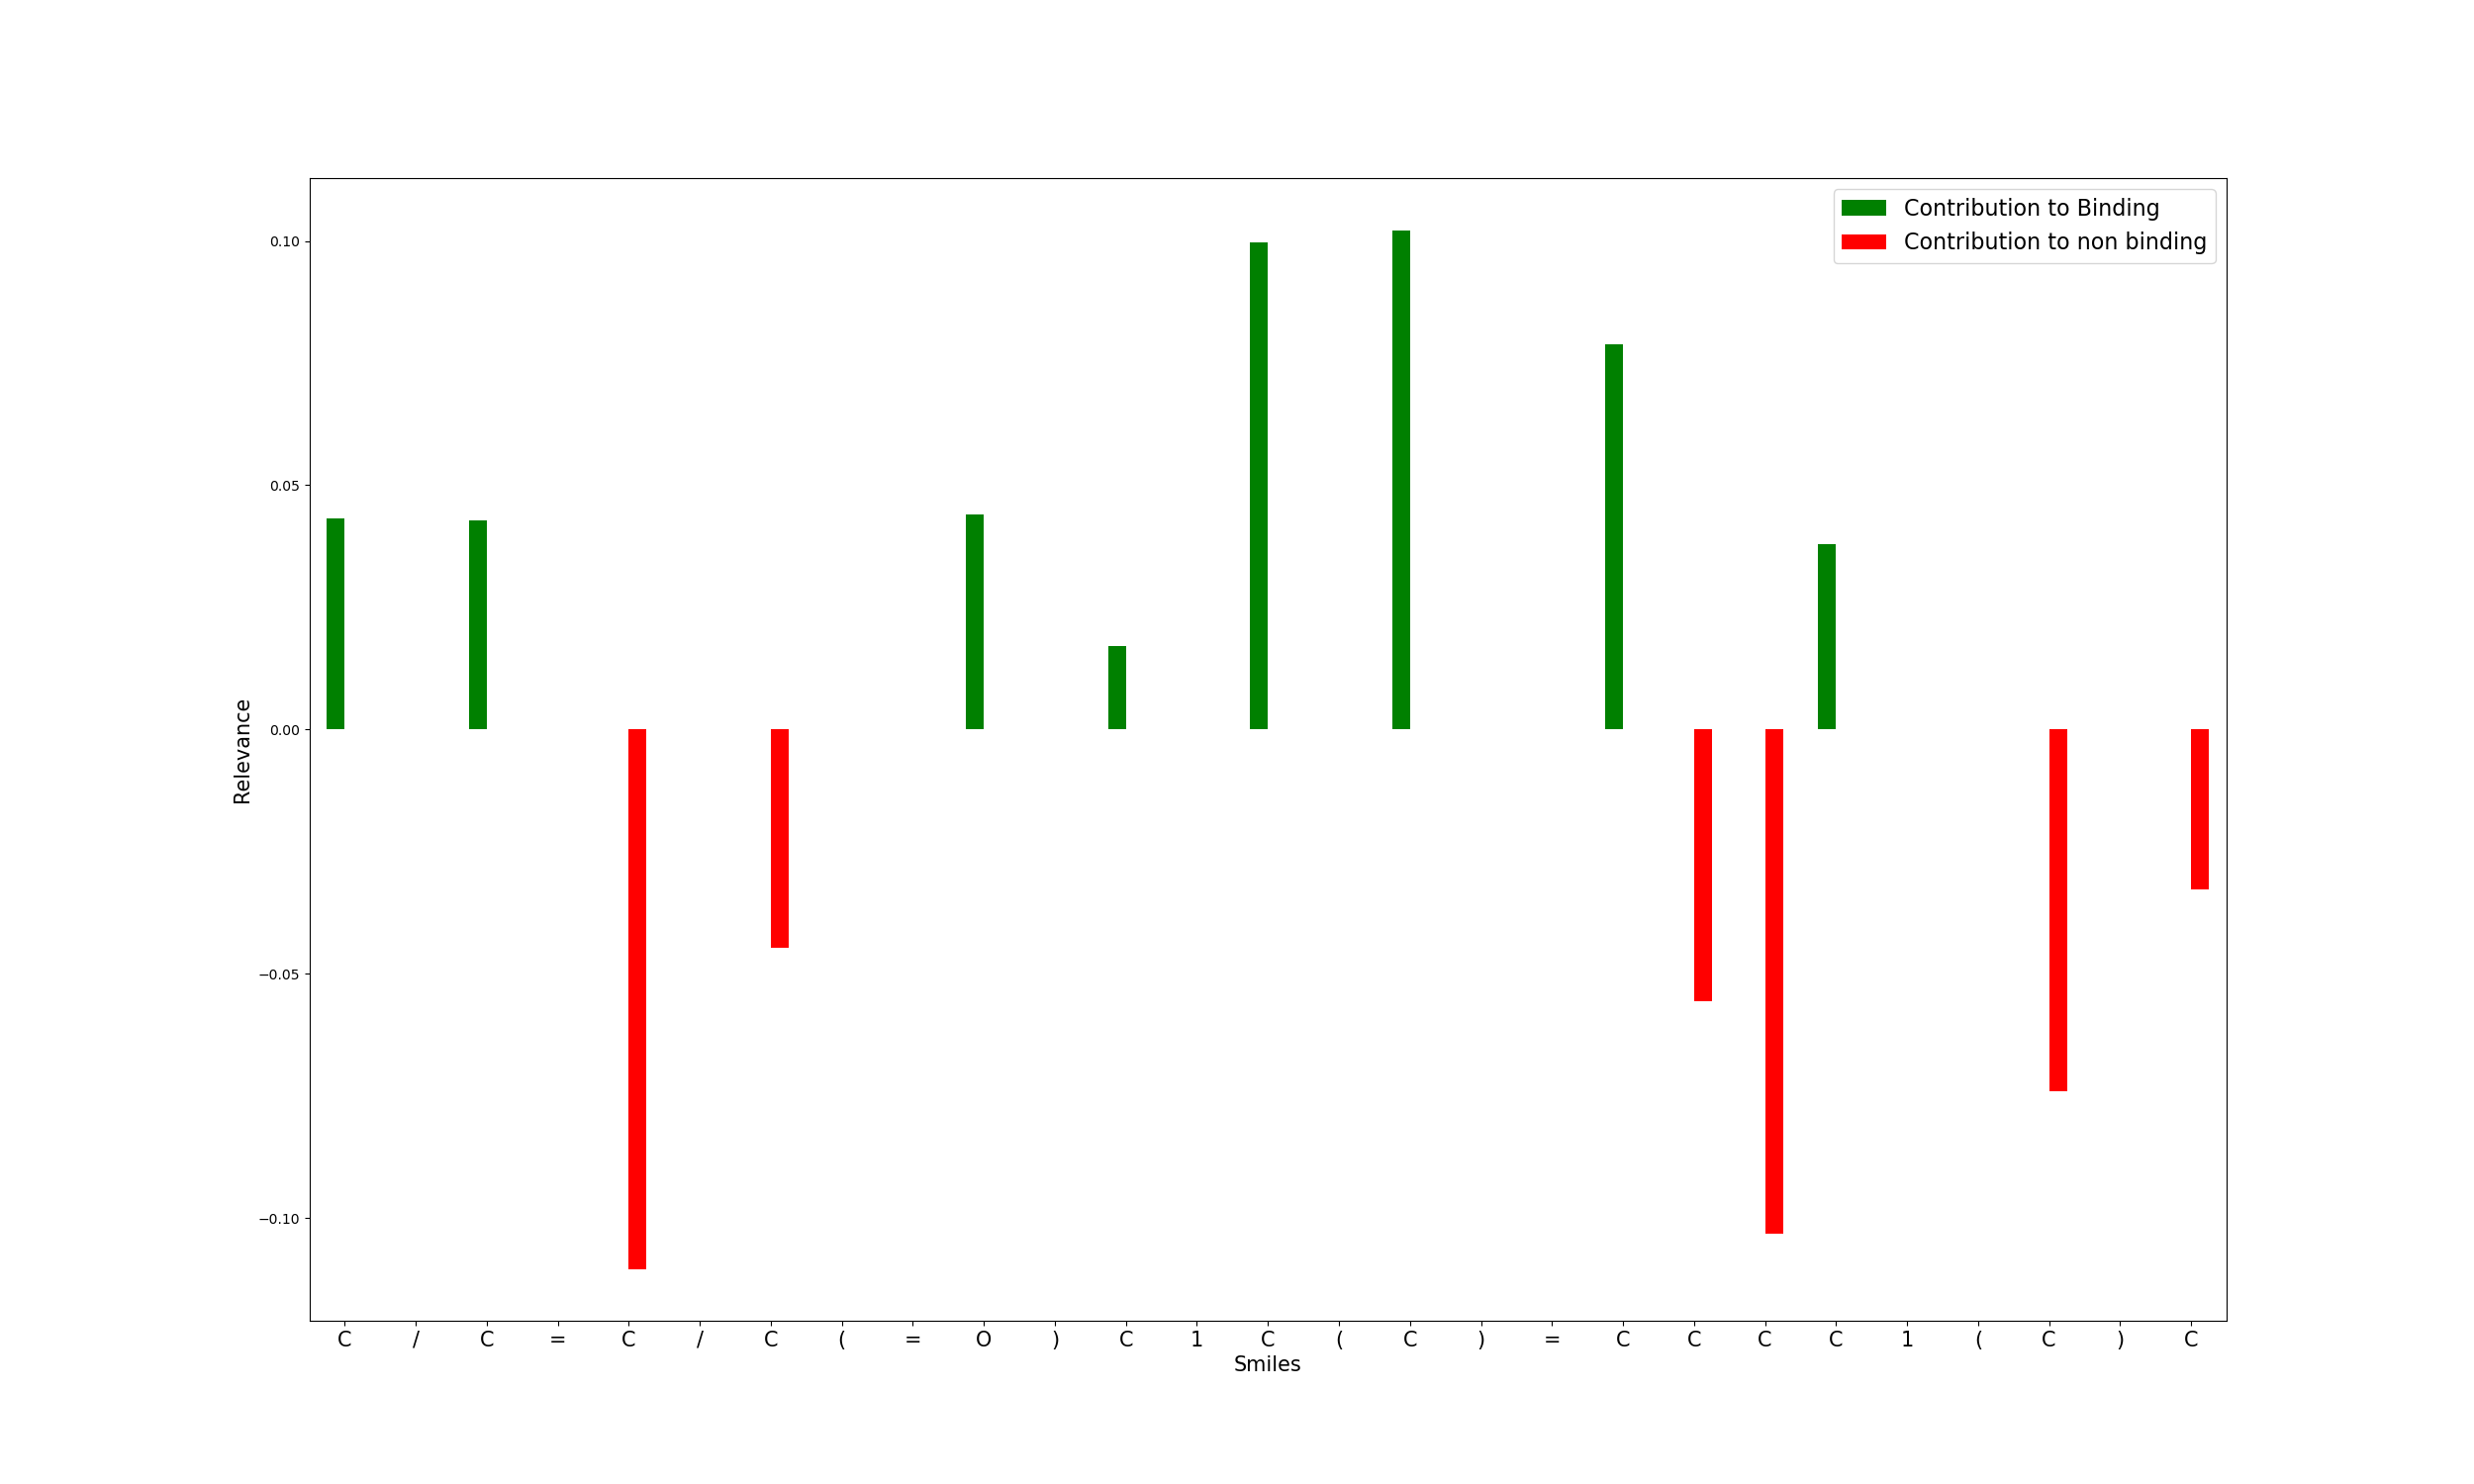 Contribution to Binding
Contribution to non binding
0.10
0.05
0.00
−0.05
−0.10
Relevance
C / C = C / C ( = O ) C 1 C ( C ) = C C C C 1 ( C ) C
Smiles